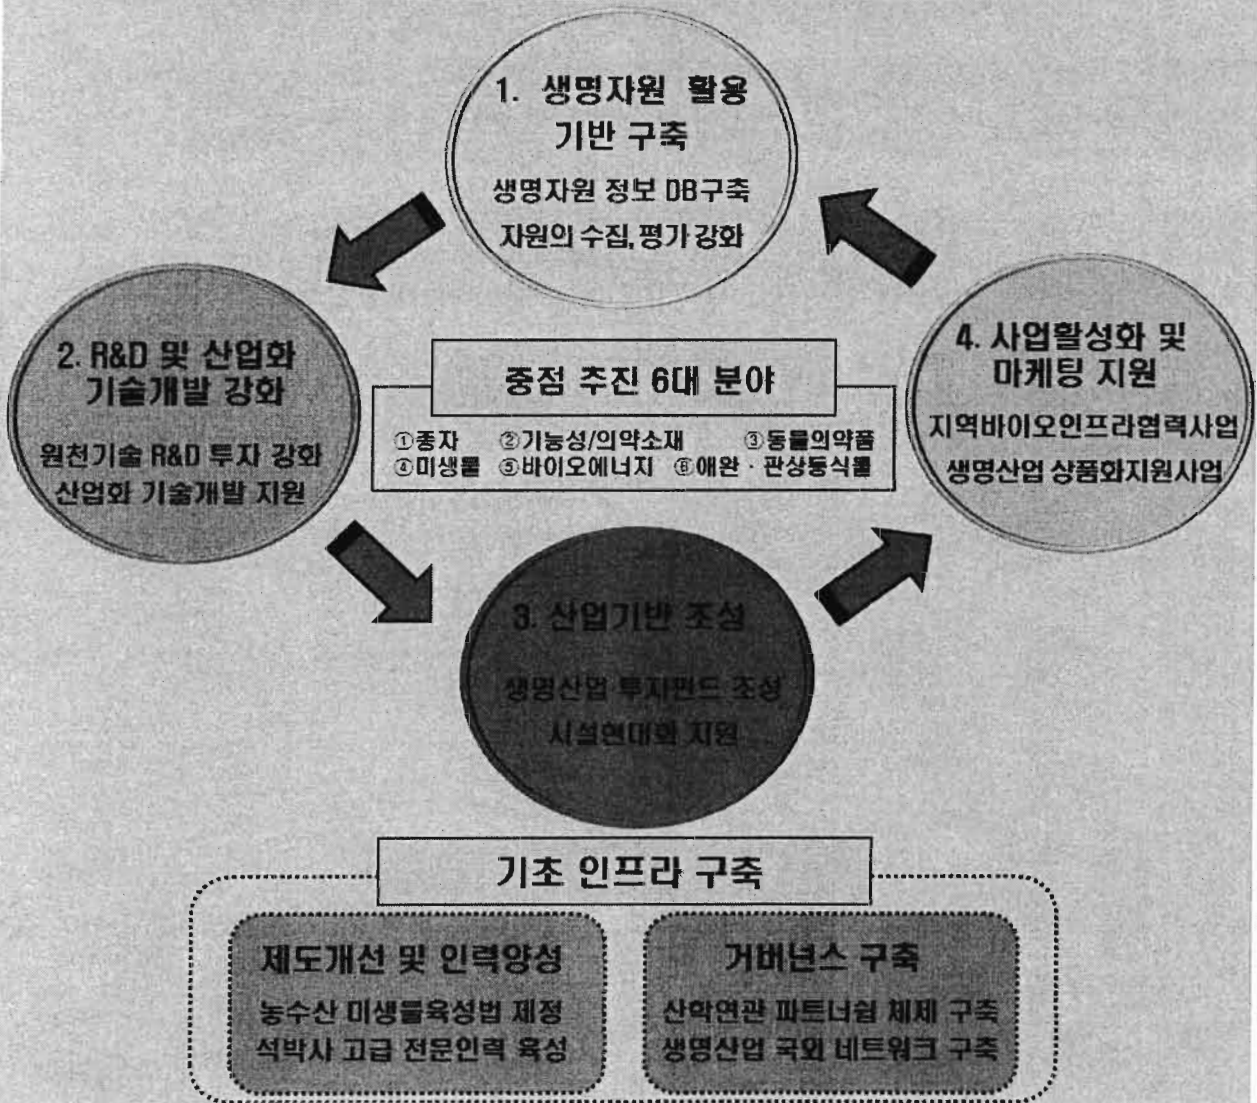 1. 생명자원 활용
기반 구축
생명자원 정보 DB구축
자원의 수집, 평가 강화
2. R&D 및 산업화
기술개발 강화
원천기술 R&D 투자 강화
산업화 기술개발 지원
중점 추진 6대 분야
①종자 ②기능성/의약소재 ③동물의약품
④미생물 ⑤바이오에너지 ⑥애완·관상동식물
4. 사업활성화 및
마케팅 지원
지역바이오인프라협력사업
생명산업 상품화지원사업
3. 산업기반 조성
생명산업 투자펀드 조성
시설현대화 지원
기초 인프라 구축
제도개선 및 인력양성
농수산 미생물육성법 제정
석박사 고급 전문인력 육성
거버넌스 구축
산학연관 파트너쉽 체제 구축
생명산업 국외 네트워크 구축